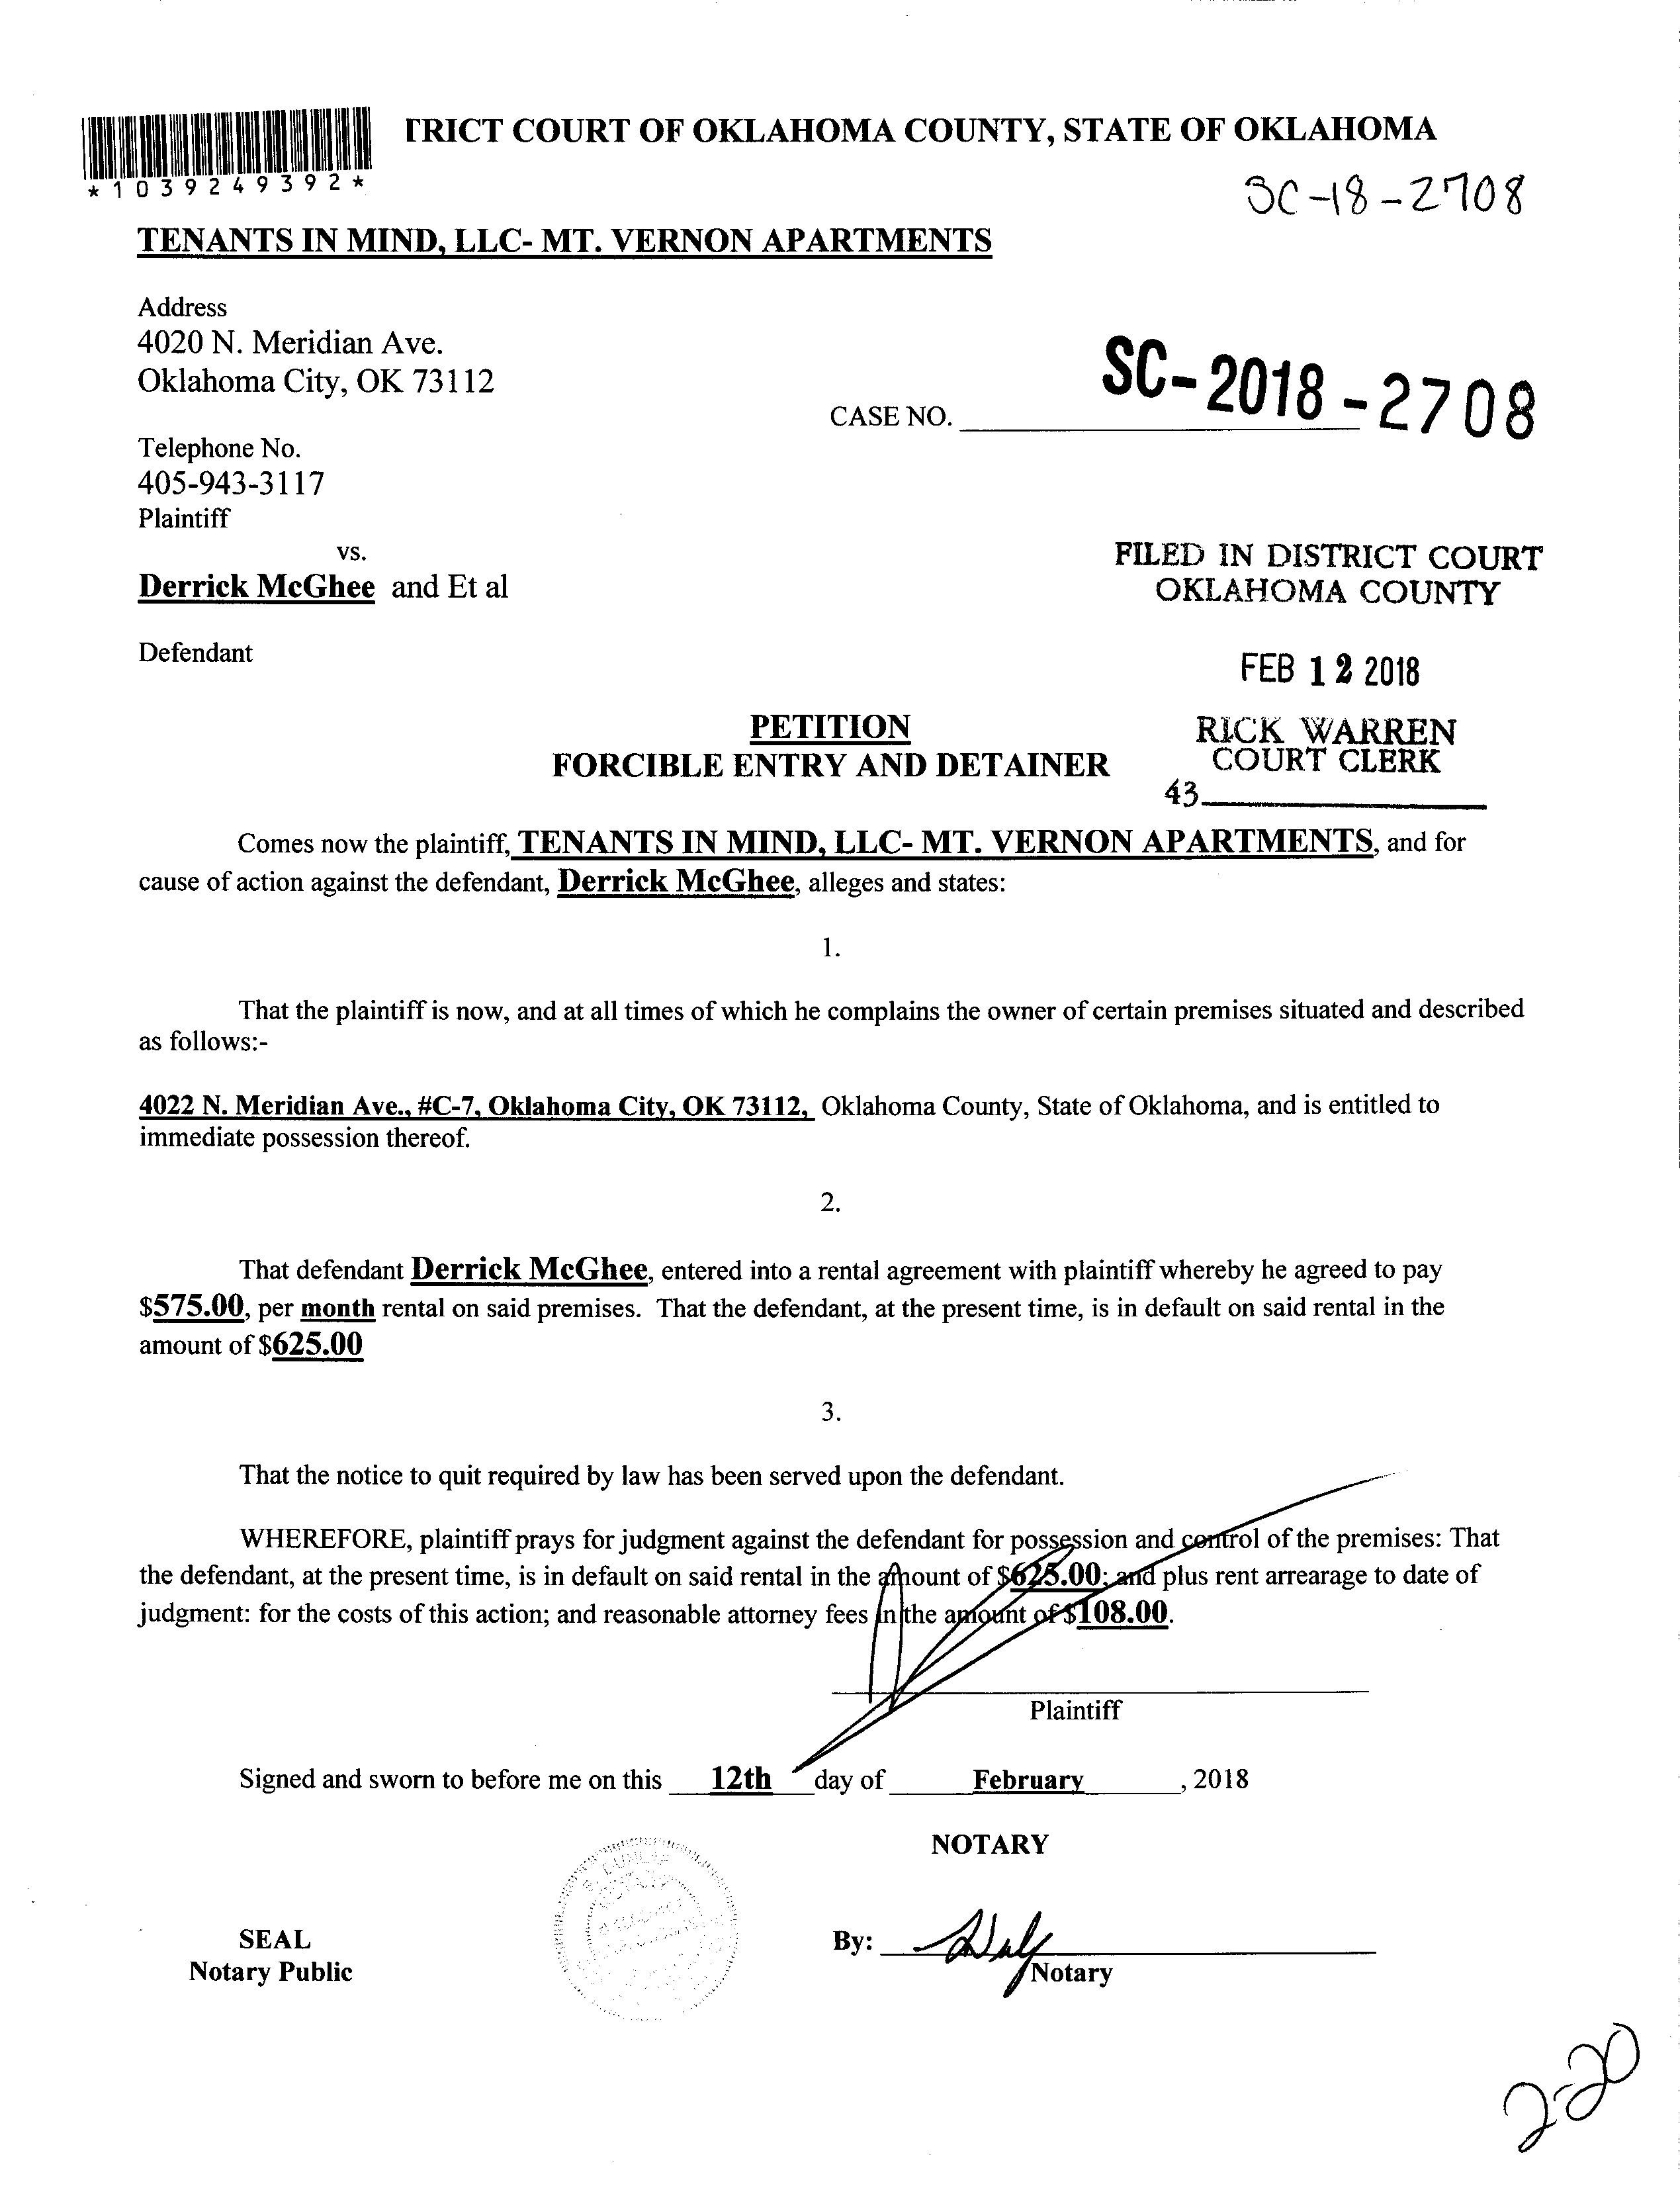 TRICT COURT OF OKLAHOMA COUNTY, STATE OF OKLAHOMA
*1039249392*
SC-18-2708
TENANTS IN MIND, LLC- MT. VERNON APARTMENTS
Address
4020 N. Meridian Ave.
Oklahoma City, OK 73112
CASE NO. SC-2018-2708
Telephone No.
405-943-3117
Plaintiff
vs.
Derrick McGhee and Et al
Defendant
FILED IN DISTRICT COURT
OKLAHOMA COUNTY
FEB 12 2018
RICK WARREN
COURT CLERK
43
PETITION
FORCIBLE ENTRY AND DETAINER
Comes now the plaintiff, TENANTS IN MIND, LLC- MT. VERNON APARTMENTS, and for
cause of action against the defendant, Derrick McGhee, alleges and states:
1.
That the plaintiff is now, and at all times of which he complains the owner of certain premises situated and described
as follows:-
4022 N. Meridian Ave., #C-7, Oklahoma City, OK 73112, Oklahoma County, State of Oklahoma, and is entitled to
immediate possession thereof.
2.
That defendant Derrick McGhee, entered into a rental agreement with plaintiff whereby he agreed to pay
$575.00, per month rental on said premises. That the defendant, at the present time, is in default on said rental in the
amount of $625.00
3.
That the notice to quit required by law has been served upon the defendant.
WHEREFORE, plaintiff prays for judgment against the defendant for possession and control of the premises: That
the defendant, at the present time, is in default on said rental in the amount of $625.00; and plus rent arrearage to date of
judgment: for the costs of this action; and reasonable attorney fees in the amount of $108.00.
Plaintiff
Signed and sworn to before me on this 12th day of February, 2018
NOTARY
SEAL
Notary Public
By:
Notary
2-20